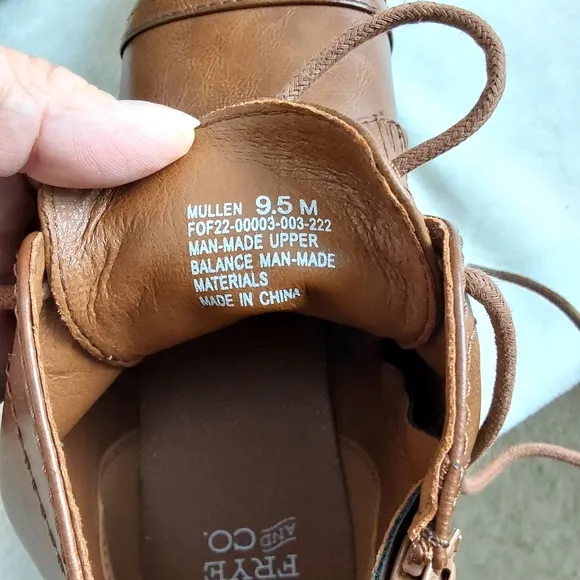 MULLEN 9.5 M
FOF22-00003-003-222
MAN-MADE UPPER
BALANCE MAN-MADE
MATERIALS
MADE IN CHINA
FRYE
AND
CO.